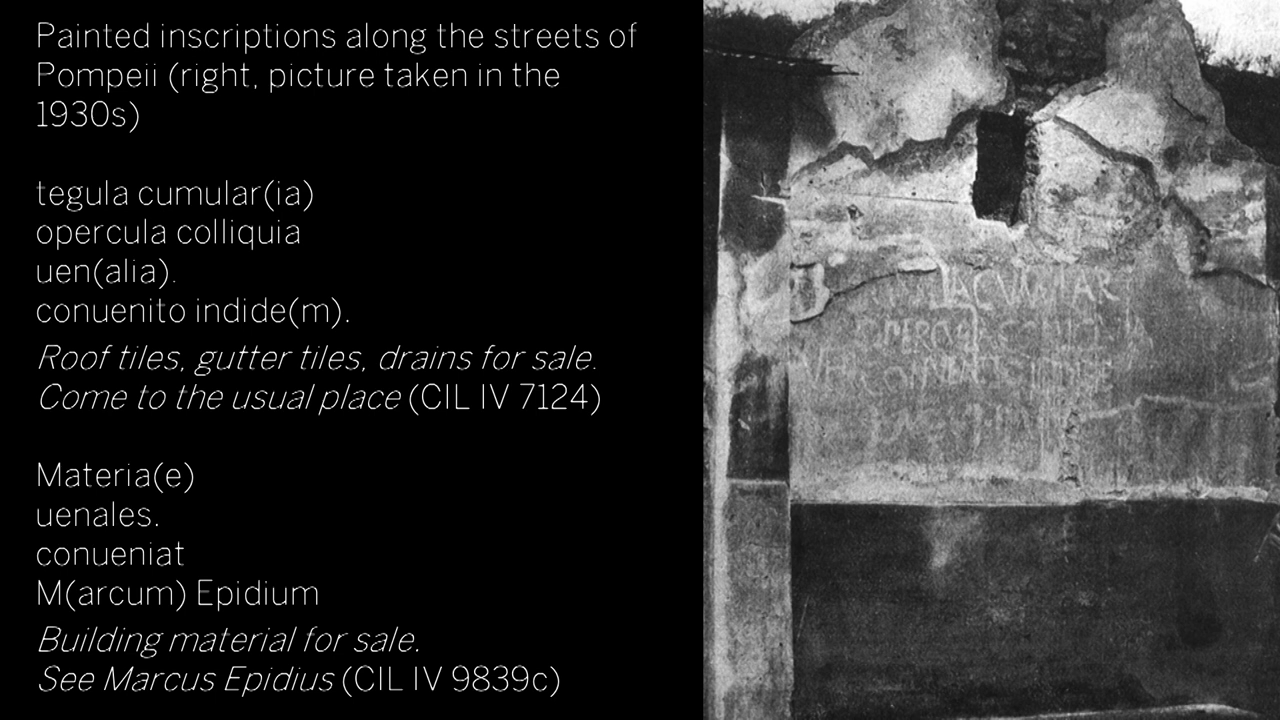 Painted inscriptions along the streets of
Pompeii (right, picture taken in the
1930s)
tegula cumular(ia)
opercula colliquia
uen(alia).
conuenito indide(m).
Roof tiles, gutter tiles, drains for sale.
Come to the usual place (CIL IV 7124)
Materia(e)
uenales.
conueniat
M(arcum) Epidium
Building material for sale.
See Marcus Epidius (CIL IV 9839c)